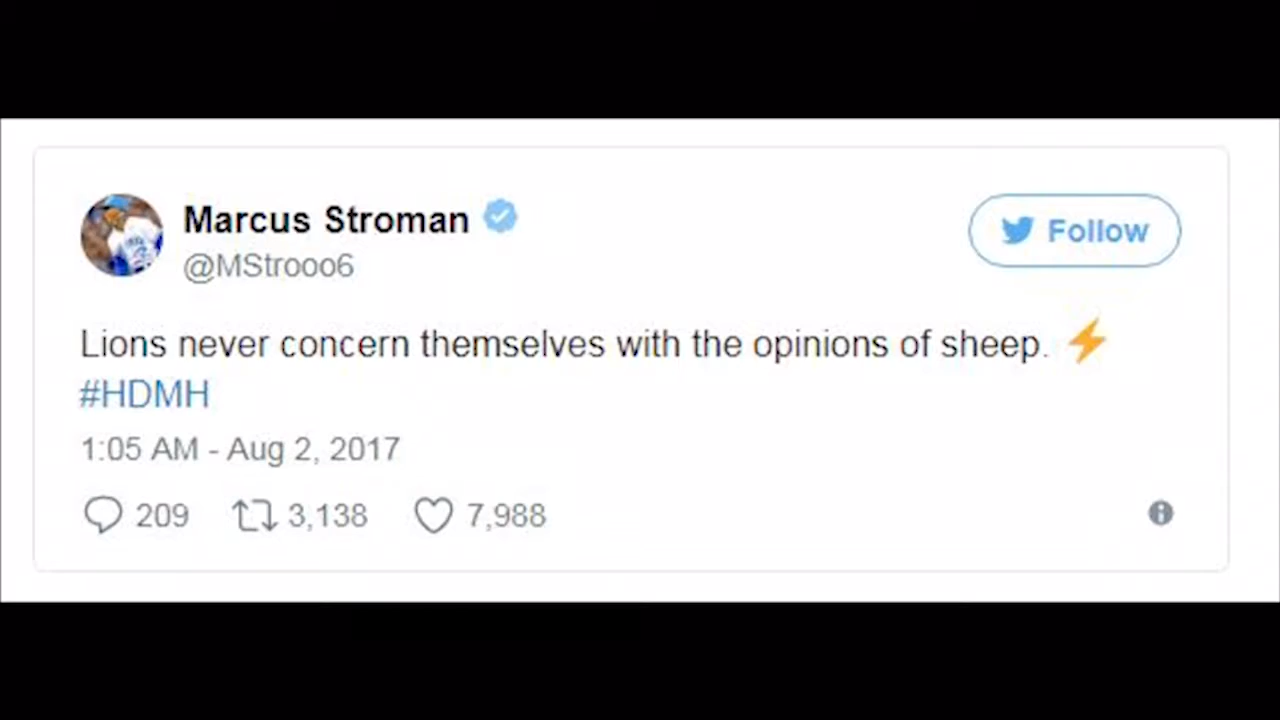 Marcus Stroman
@MStrooo6
Follow
Lions never concern themselves with the opinions of sheep. ⚡
#HDMH
1:05 AM - Aug 2, 2017
209 3,138 7,988